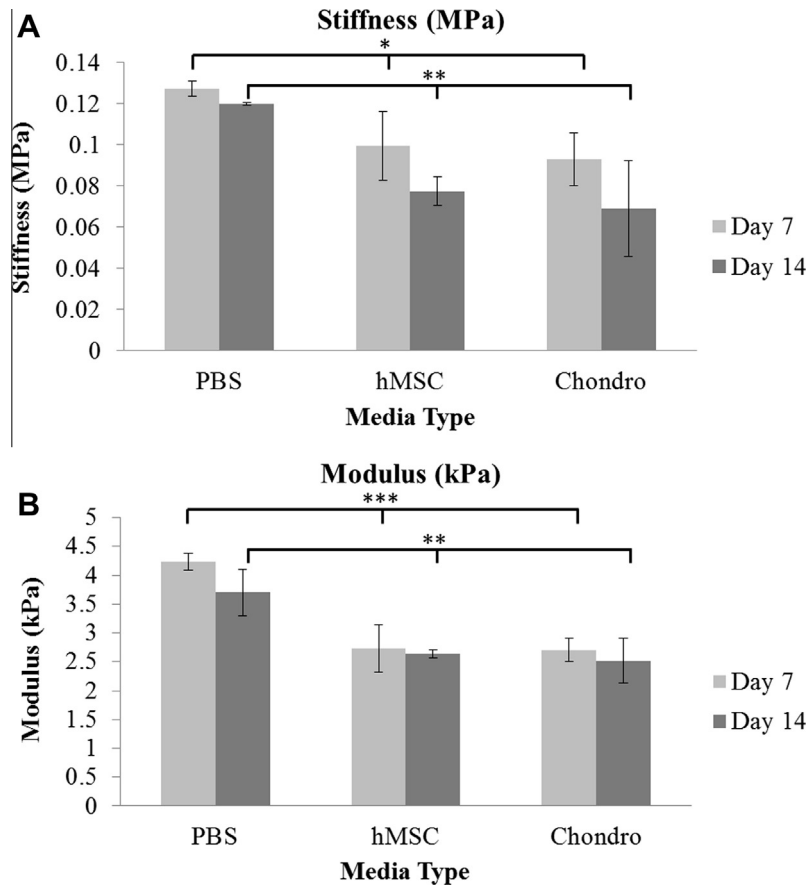 A
Stiffness (MPa)
*
**
0.14
0.12
0.1
0.08
0.06
0.04
0.02
0
Stiffness (MPa)
PBS hMSC Chondro
Media Type
Day 7
Day 14
B
Modulus (kPa)
***
**
5
4.5
4
3.5
3
2.5
2
1.5
1
0.5
0
Modulus (kPa)
PBS hMSC Chondro
Media Type
Day 7
Day 14